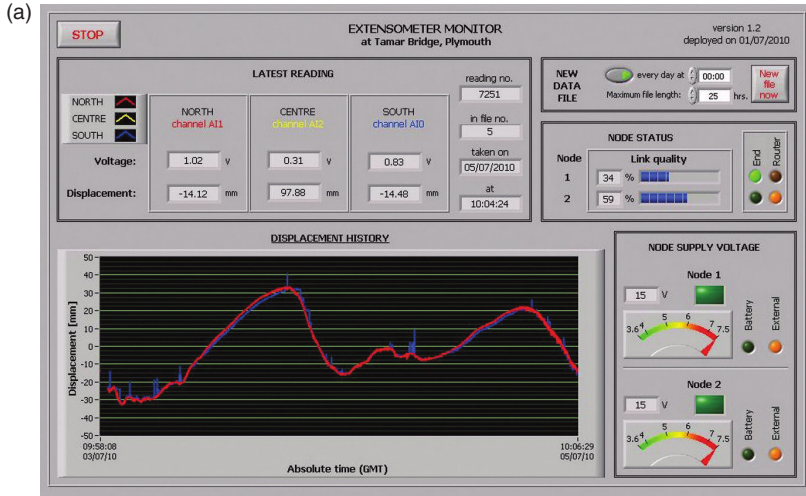 (a)
STOP
EXTENSOMETER MONITOR
at Tamar Bridge, Plymouth
version 1.2
deployed on 01/07/2010
LATEST READING
NORTH
CENTRE
SOUTH
NORTH
channel AI1
CENTRE
channel AI2
SOUTH
channel AI0
Voltage: 1.02 V 0.31 V 0.83 V
Displacement: -14.12 mm 97.88 mm -14.48 mm
reading no.
7251
in file no.
5
taken on
05/07/2010
at
10:04:24
NEW
DATA
FILE
every day at 00:00
Maximum file length: 25 hrs.
New
file
now
NODE STATUS
Node Link quality
1 34 %
2 59 %
End
Router
DISPLACEMENT HISTORY
Displacement [mm]
50
40
30
20
10
0
-10
-20
-30
-40
-50
09:58:08
03/07/10
10:06:29
05/07/10
Absolute time (GMT)
NODE SUPPLY VOLTAGE
Node 1
15 V
3.6 4 5 6 7 7.5
Battery
External
Node 2
15 V
3.6 4 5 6 7 7.5
Battery
External